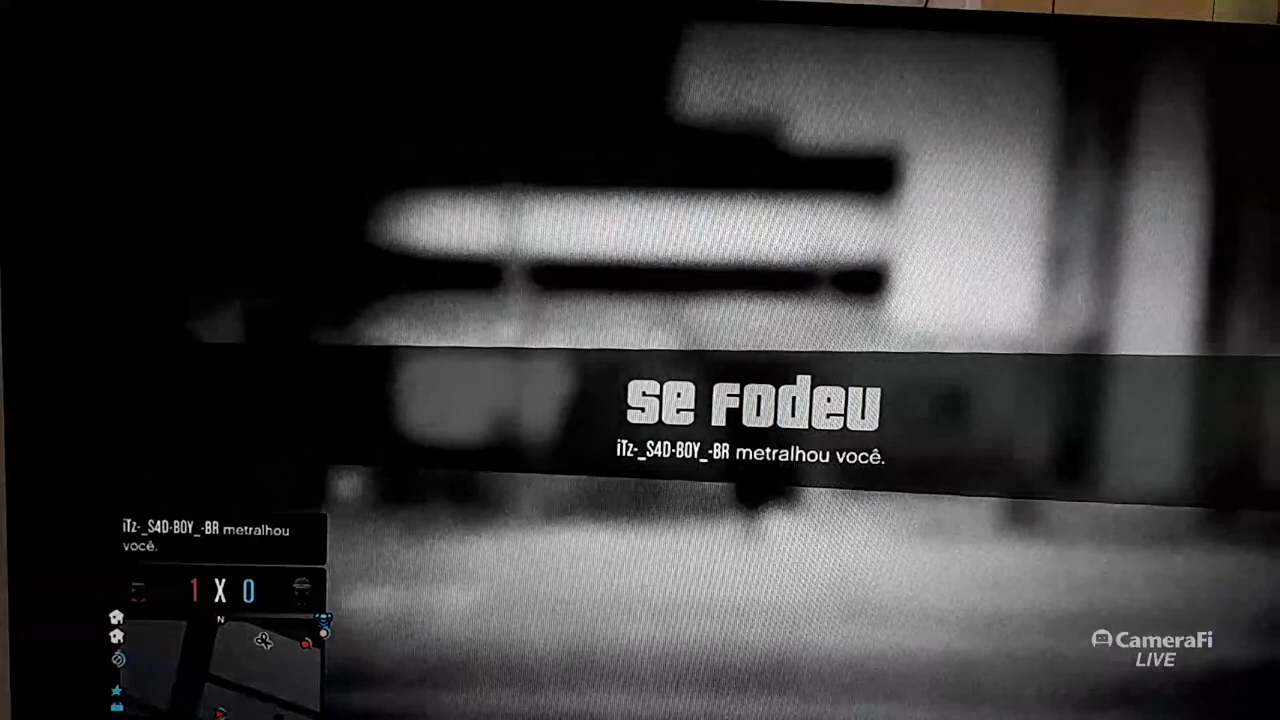 se fodeu
iTz-_S4D-BOY_-BR metralhou você.
iTz-_S4D-BOY_-BR metralhou
você.
1 X 0
N
CameraFi
LIVE